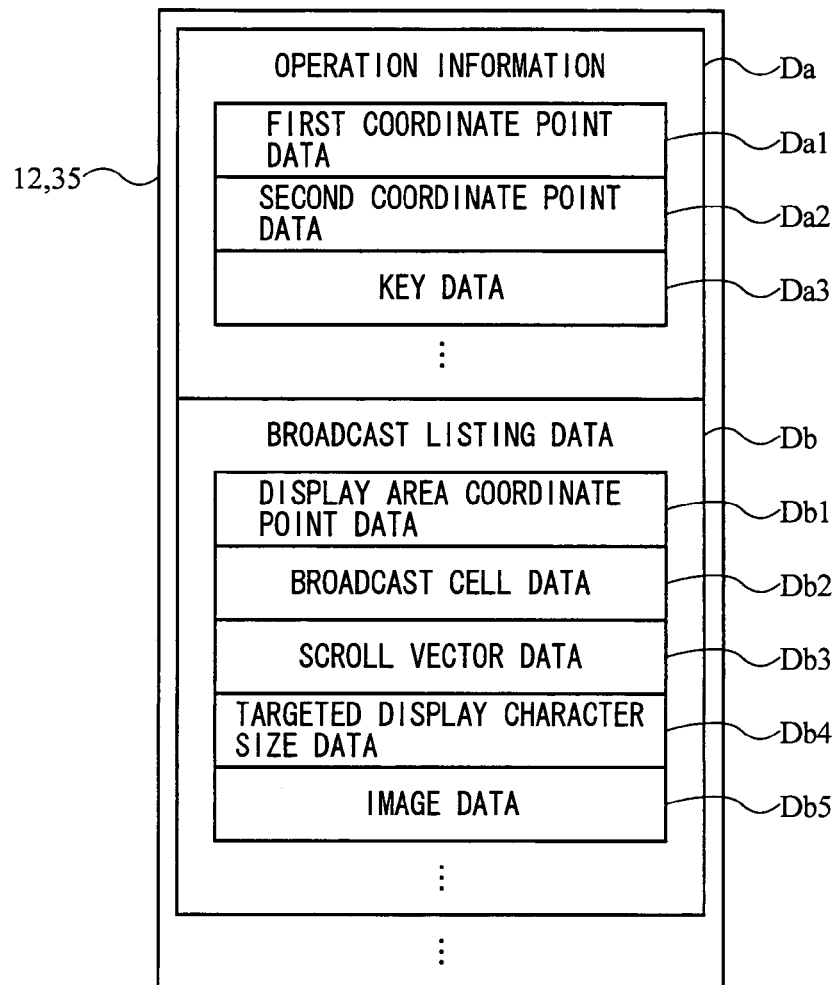 OPERATION INFORMATION
Da
FIRST COORDINATE POINT
DATA
Da1
12,35
SECOND COORDINATE POINT
DATA
Da2
KEY DATA
Da3
BROADCAST LISTING DATA
Db
DISPLAY AREA COORDINATE
POINT DATA
Db1
BROADCAST CELL DATA
Db2
SCROLL VECTOR DATA
Db3
TARGETED DISPLAY CHARACTER
SIZE DATA
Db4
IMAGE DATA
Db5